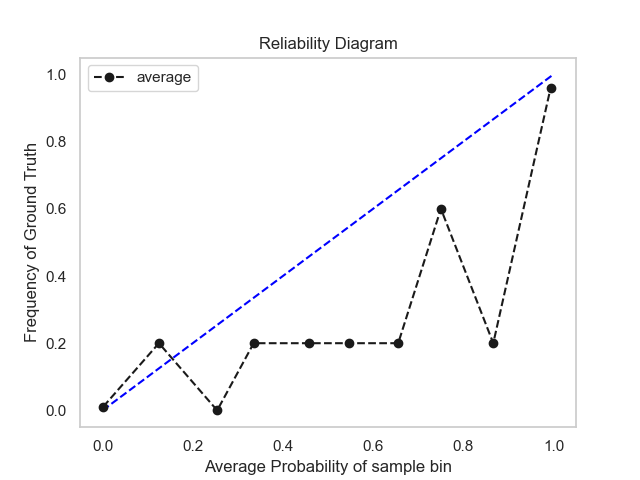 Reliability Diagram
average
Frequency of Ground Truth
1.0
0.8
0.6
0.4
0.2
0.0
0.0 0.2 0.4 0.6 0.8 1.0
Average Probability of sample bin